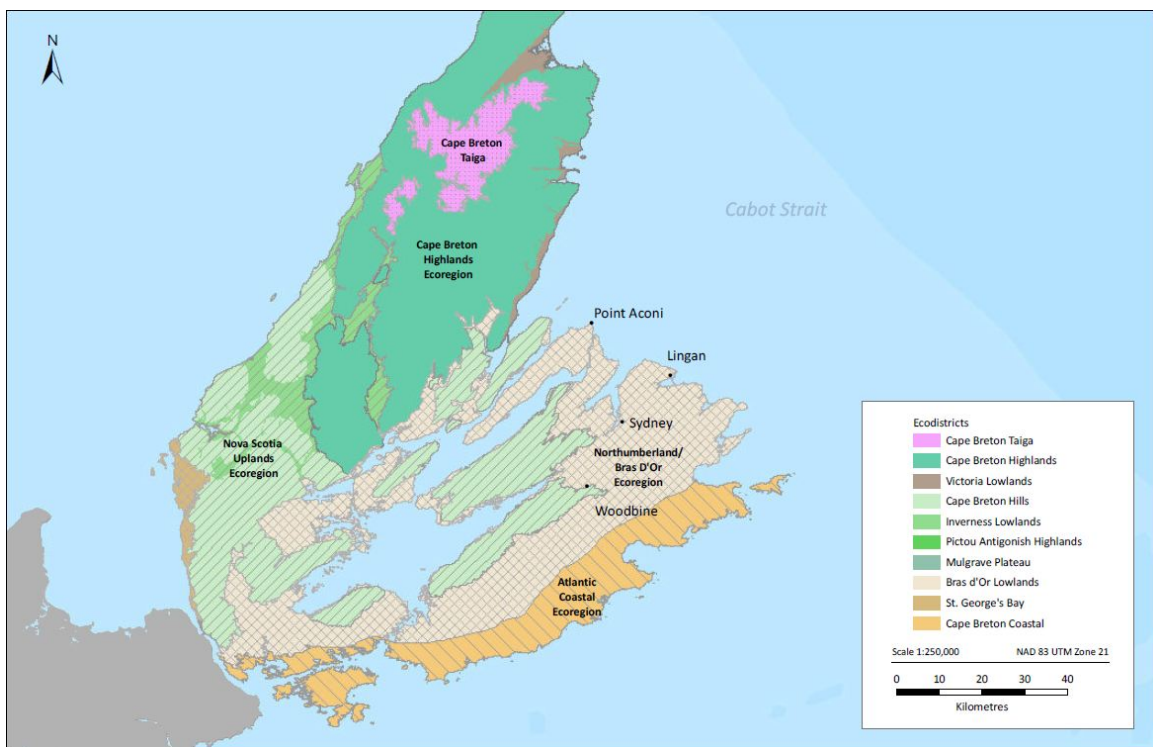 N
Cape Breton
Taiga
Cabot Strait
Cape Breton
Highlands
Ecoregion
Point Aconi
Lingan
Sydney
Nova Scotia
Uplands
Ecoregion
Northumberland/
Bras D'Or
Ecoregion
Woodbine
Atlantic
Coastal
Ecoregion
Ecodistricts
Cape Breton Taiga
Cape Breton Highlands
Victoria Lowlands
Cape Breton Hills
Inverness Lowlands
Pictou Antigonish Highlands
Mulgrave Plateau
Bras d'Or Lowlands
St. George's Bay
Cape Breton Coastal
Scale 1:250,000 NAD 83 UTM Zone 21
0 10 20 30 40
Kilometres